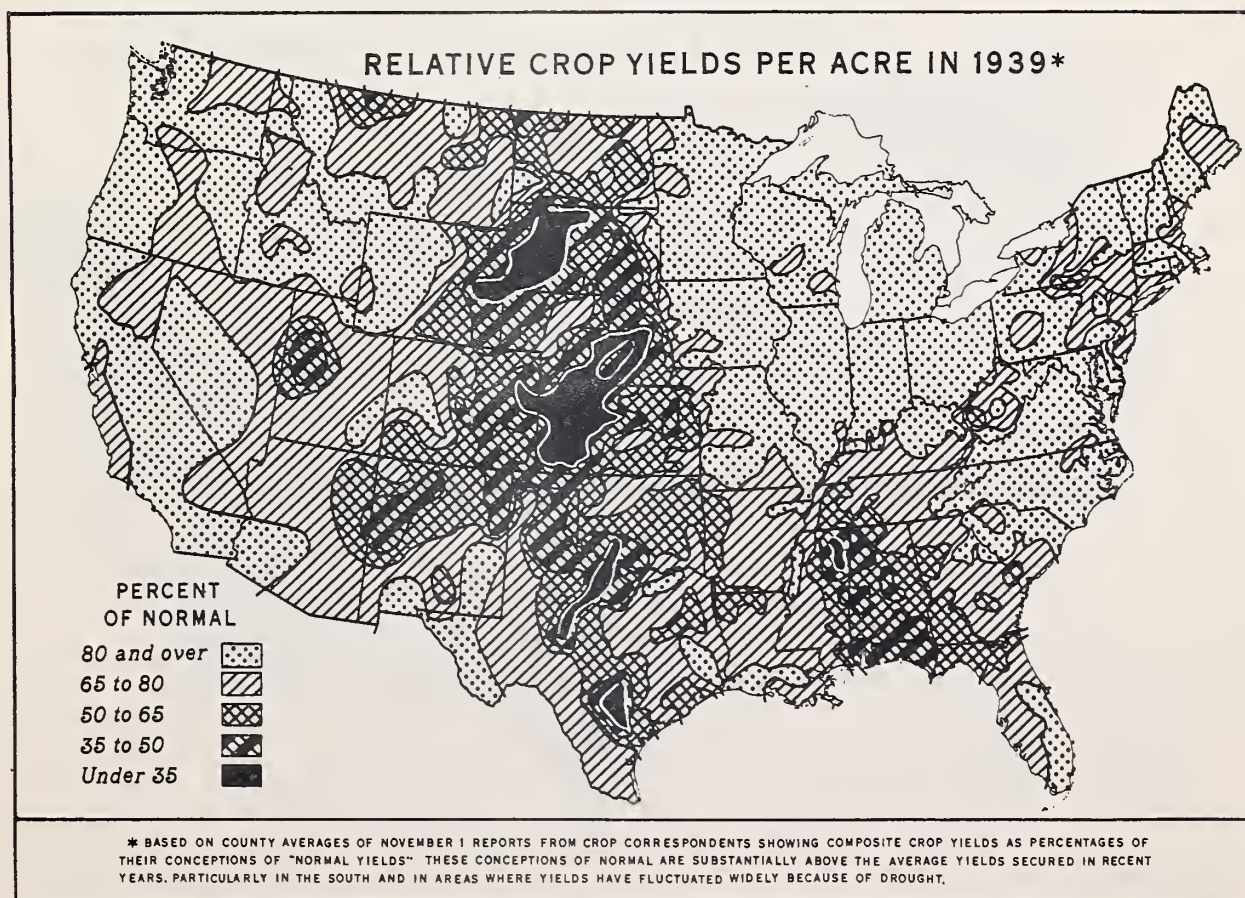 RELATIVE CROP YIELDS PER ACRE IN 1939*
PERCENT
OF NORMAL
80 and over
65 to 80
50 to 65
35 to 50
Under 35
* BASED ON COUNTY AVERAGES OF NOVEMBER 1 REPORTS FROM CROP CORRESPONDENTS SHOWING COMPOSITE CROP YIELDS AS PERCENTAGES OF
THEIR CONCEPTIONS OF "NORMAL YIELDS" THESE CONCEPTIONS OF NORMAL ARE SUBSTANTIALLY ABOVE THE AVERAGE YIELDS SECURED IN RECENT
YEARS, PARTICULARLY IN THE SOUTH AND IN AREAS WHERE YIELDS HAVE FLUCTUATED WIDELY BECAUSE OF DROUGHT.